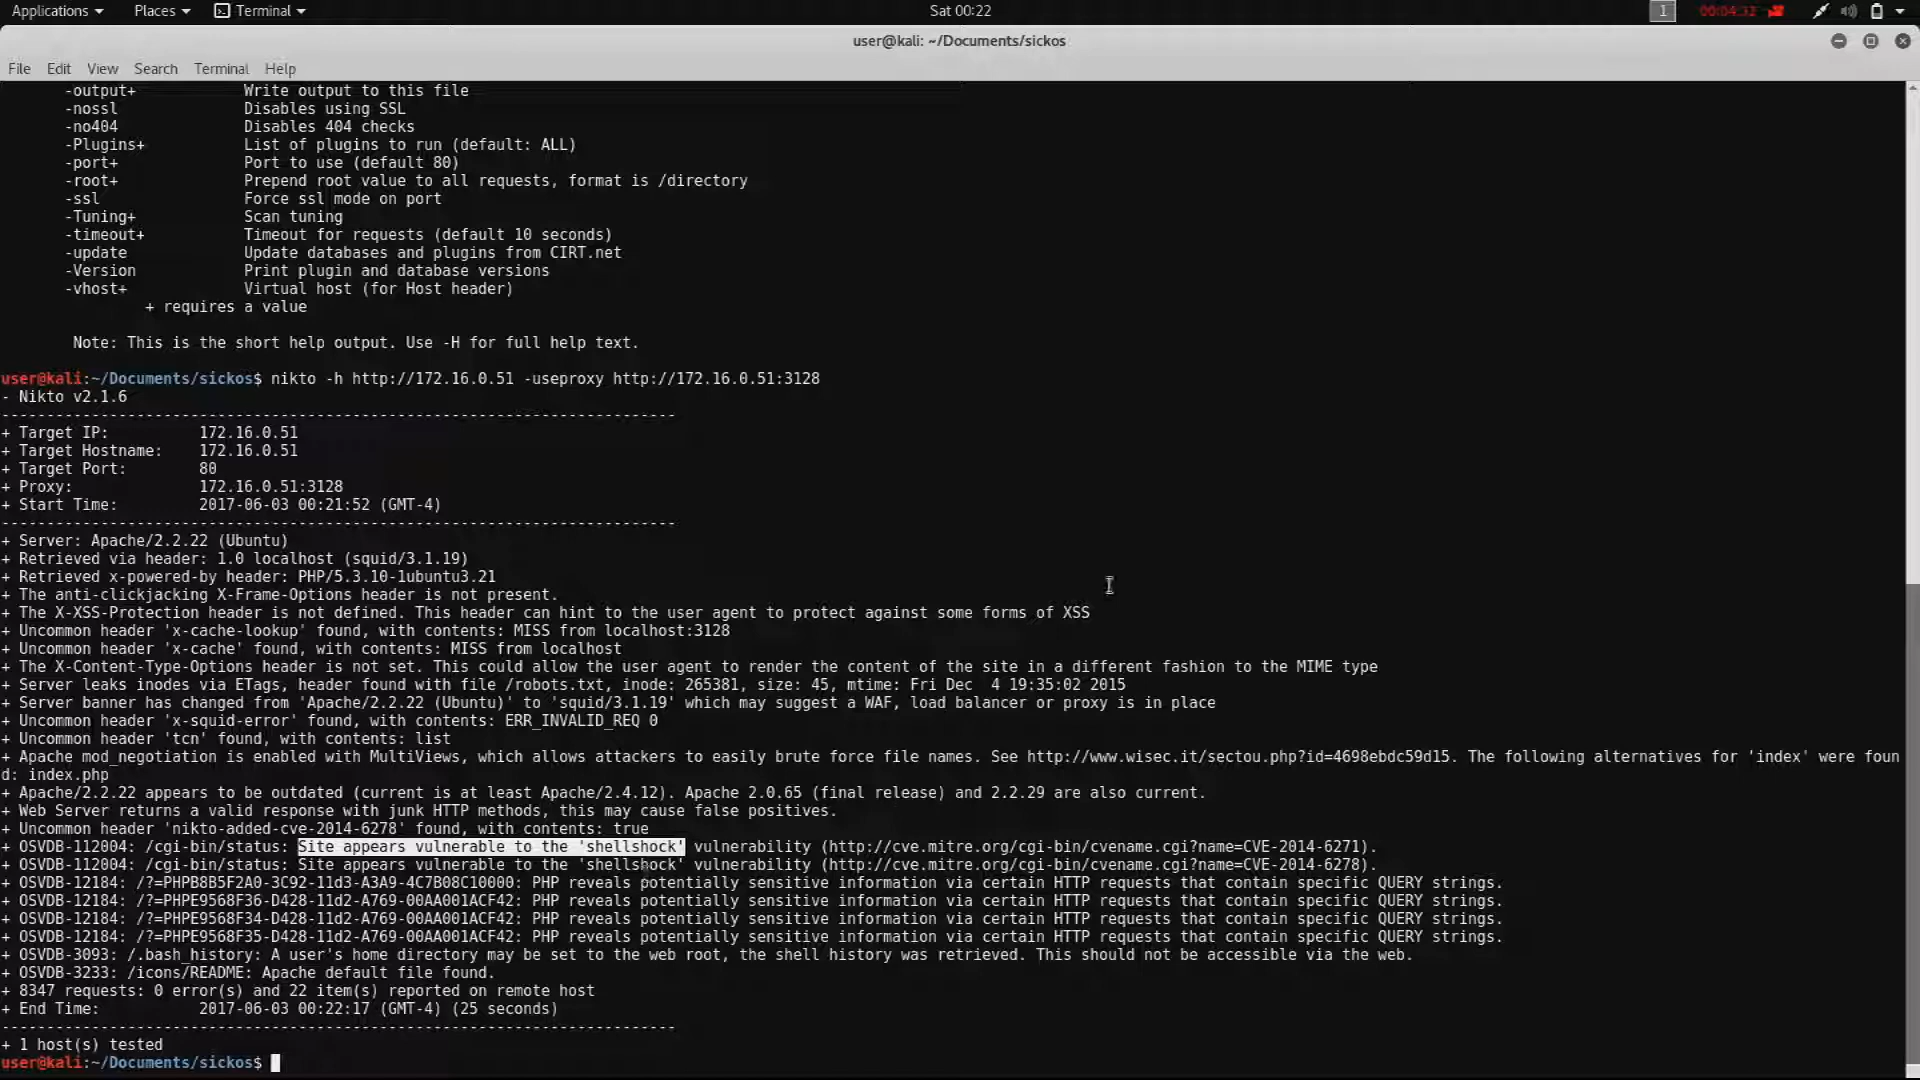 Applications Places Terminal Sat 00:22 1 00:04:32
user@kali: ~/Documents/sickos
File Edit View Search Terminal Help
-output+ Write output to this file
-nossl Disables using SSL
-no404 Disables 404 checks
-Plugins+ List of plugins to run (default: ALL)
-port+ Port to use (default 80)
-root+ Prepend root value to all requests, format is /directory
-ssl Force ssl mode on port
-Tuning+ Scan tuning
-timeout+ Timeout for requests (default 10 seconds)
-update Update databases and plugins from CIRT.net
-Version Print plugin and database versions
-vhost+ Virtual host (for Host header)
+ requires a value
Note: This is the short help output. Use -H for full help text.
user@kali:~/Documents/sickos$ nikto -h http://172.16.0.51 -useproxy http://172.16.0.51:3128
- Nikto v2.1.6
---------------------------------------------------------------------------
+ Target IP: 172.16.0.51
+ Target Hostname: 172.16.0.51
+ Target Port: 80
+ Proxy: 172.16.0.51:3128
+ Start Time: 2017-06-03 00:21:52 (GMT-4)
---------------------------------------------------------------------------
+ Server: Apache/2.2.22 (Ubuntu)
+ Retrieved via header: 1.0 localhost (squid/3.1.19)
+ Retrieved x-powered-by header: PHP/5.3.10-1ubuntu3.21
+ The anti-clickjacking X-Frame-Options header is not present.
+ The X-XSS-Protection header is not defined. This header can hint to the user agent to protect against some forms of XSS
+ Uncommon header 'x-cache-lookup' found, with contents: MISS from localhost:3128
+ Uncommon header 'x-cache' found, with contents: MISS from localhost
+ The X-Content-Type-Options header is not set. This could allow the user agent to render the content of the site in a different fashion to the MIME type
+ Server leaks inodes via ETags, header found with file /robots.txt, inode: 265381, size: 45, mtime: Fri Dec  4 19:35:02 2015
+ Server banner has changed from 'Apache/2.2.22 (Ubuntu)' to 'squid/3.1.19' which may suggest a WAF, load balancer or proxy is in place
+ Uncommon header 'x-squid-error' found, with contents: ERR_INVALID_REQ 0
+ Uncommon header 'tcn' found, with contents: list
+ Apache mod_negotiation is enabled with MultiViews, which allows attackers to easily brute force file names. See http://www.wisec.it/sectou.php?id=4698ebdc59d15. The following alternatives for 'index' were foun
d: index.php
+ Apache/2.2.22 appears to be outdated (current is at least Apache/2.4.12). Apache 2.0.65 (final release) and 2.2.29 are also current.
+ Web Server returns a valid response with junk HTTP methods, this may cause false positives.
+ Uncommon header 'nikto-added-cve-2014-6278' found, with contents: true
+ OSVDB-112004: /cgi-bin/status: Site appears vulnerable to the 'shellshock' vulnerability (http://cve.mitre.org/cgi-bin/cvename.cgi?name=CVE-2014-6271).
+ OSVDB-112004: /cgi-bin/status: Site appears vulnerable to the 'shellshock' vulnerability (http://cve.mitre.org/cgi-bin/cvename.cgi?name=CVE-2014-6278).
+ OSVDB-12184: /?=PHPB8B5F2A0-3C92-11d3-A3A9-4C7B08C10000: PHP reveals potentially sensitive information via certain HTTP requests that contain specific QUERY strings.
+ OSVDB-12184: /?=PHPE9568F36-D428-11d2-A769-00AA001ACF42: PHP reveals potentially sensitive information via certain HTTP requests that contain specific QUERY strings.
+ OSVDB-12184: /?=PHPE9568F34-D428-11d2-A769-00AA001ACF42: PHP reveals potentially sensitive information via certain HTTP requests that contain specific QUERY strings.
+ OSVDB-12184: /?=PHPE9568F35-D428-11d2-A769-00AA001ACF42: PHP reveals potentially sensitive information via certain HTTP requests that contain specific QUERY strings.
+ OSVDB-3093: /.bash_history: A user's home directory may be set to the web root, the shell history was retrieved. This should not be accessible via the web.
+ OSVDB-3233: /icons/README: Apache default file found.
+ 8347 requests: 0 error(s) and 22 item(s) reported on remote host
+ End Time: 2017-06-03 00:22:17 (GMT-4) (25 seconds)
---------------------------------------------------------------------------
+ 1 host(s) tested
user@kali:~/Documents/sickos$